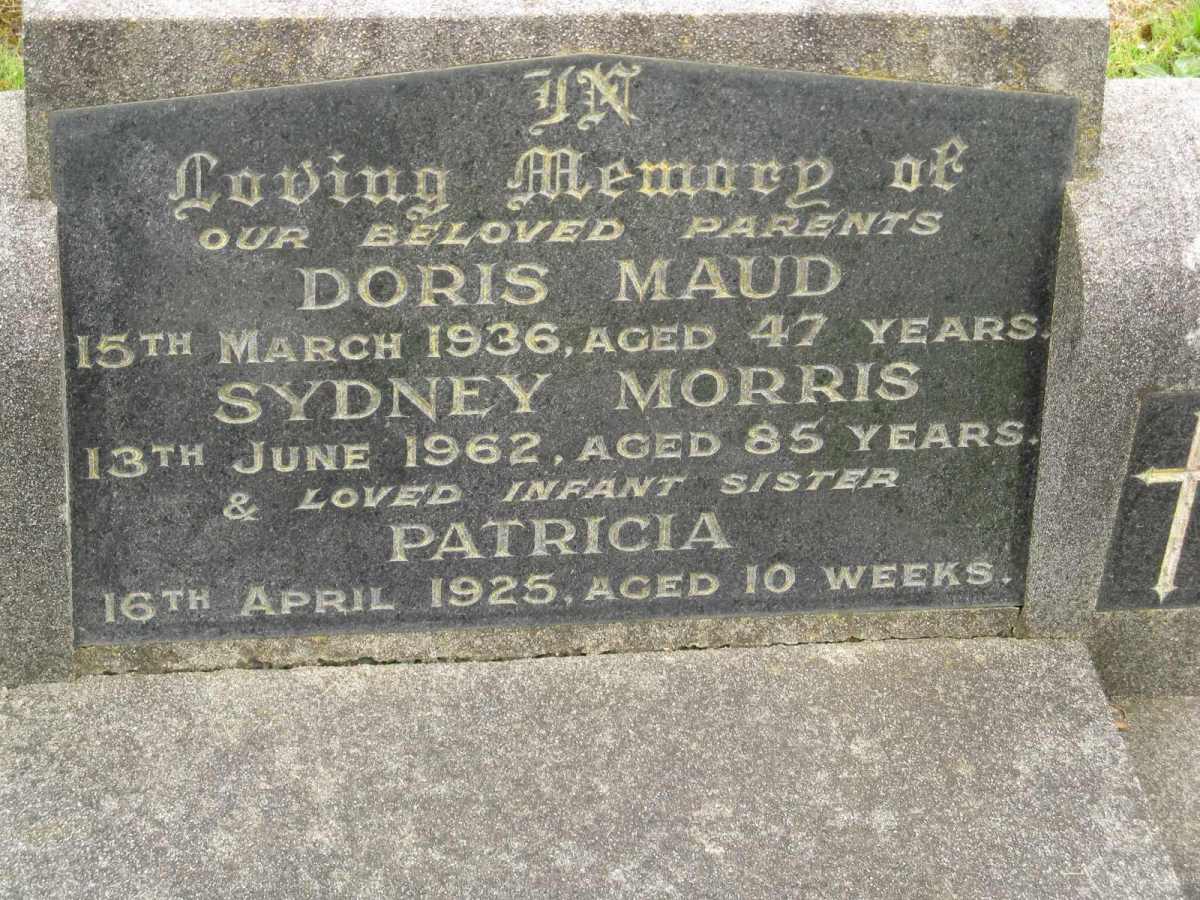 IN
Loving Memory of
OUR BELOVED PARENTS
DORIS MAUD
15TH MARCH 1936, AGED 47 YEARS.
SYDNEY MORRIS
13TH JUNE 1962, AGED 85 YEARS.
& LOVED INFANT SISTER
PATRICIA
16TH APRIL 1925, AGED 10 WEEKS.